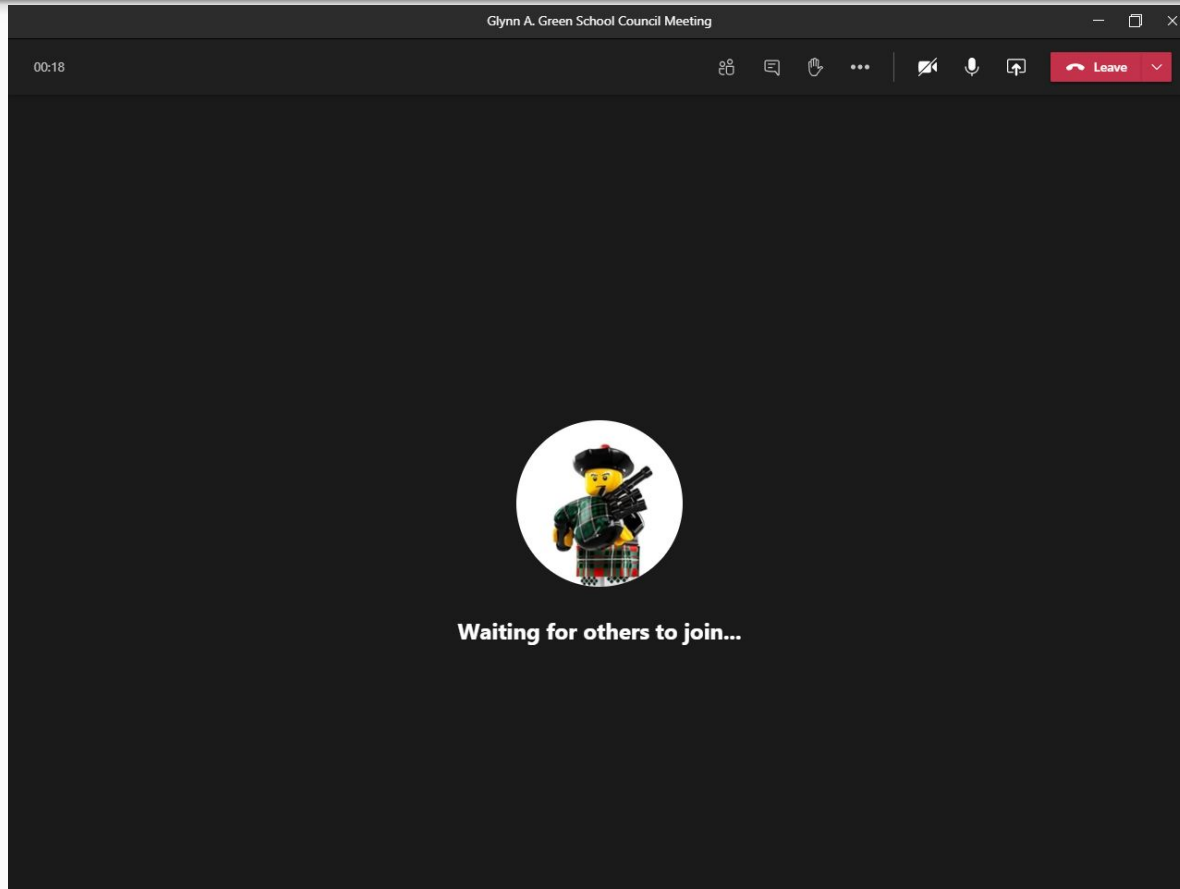 Glynn A. Green School Council Meeting
00:18
Leave
Waiting for others to join...